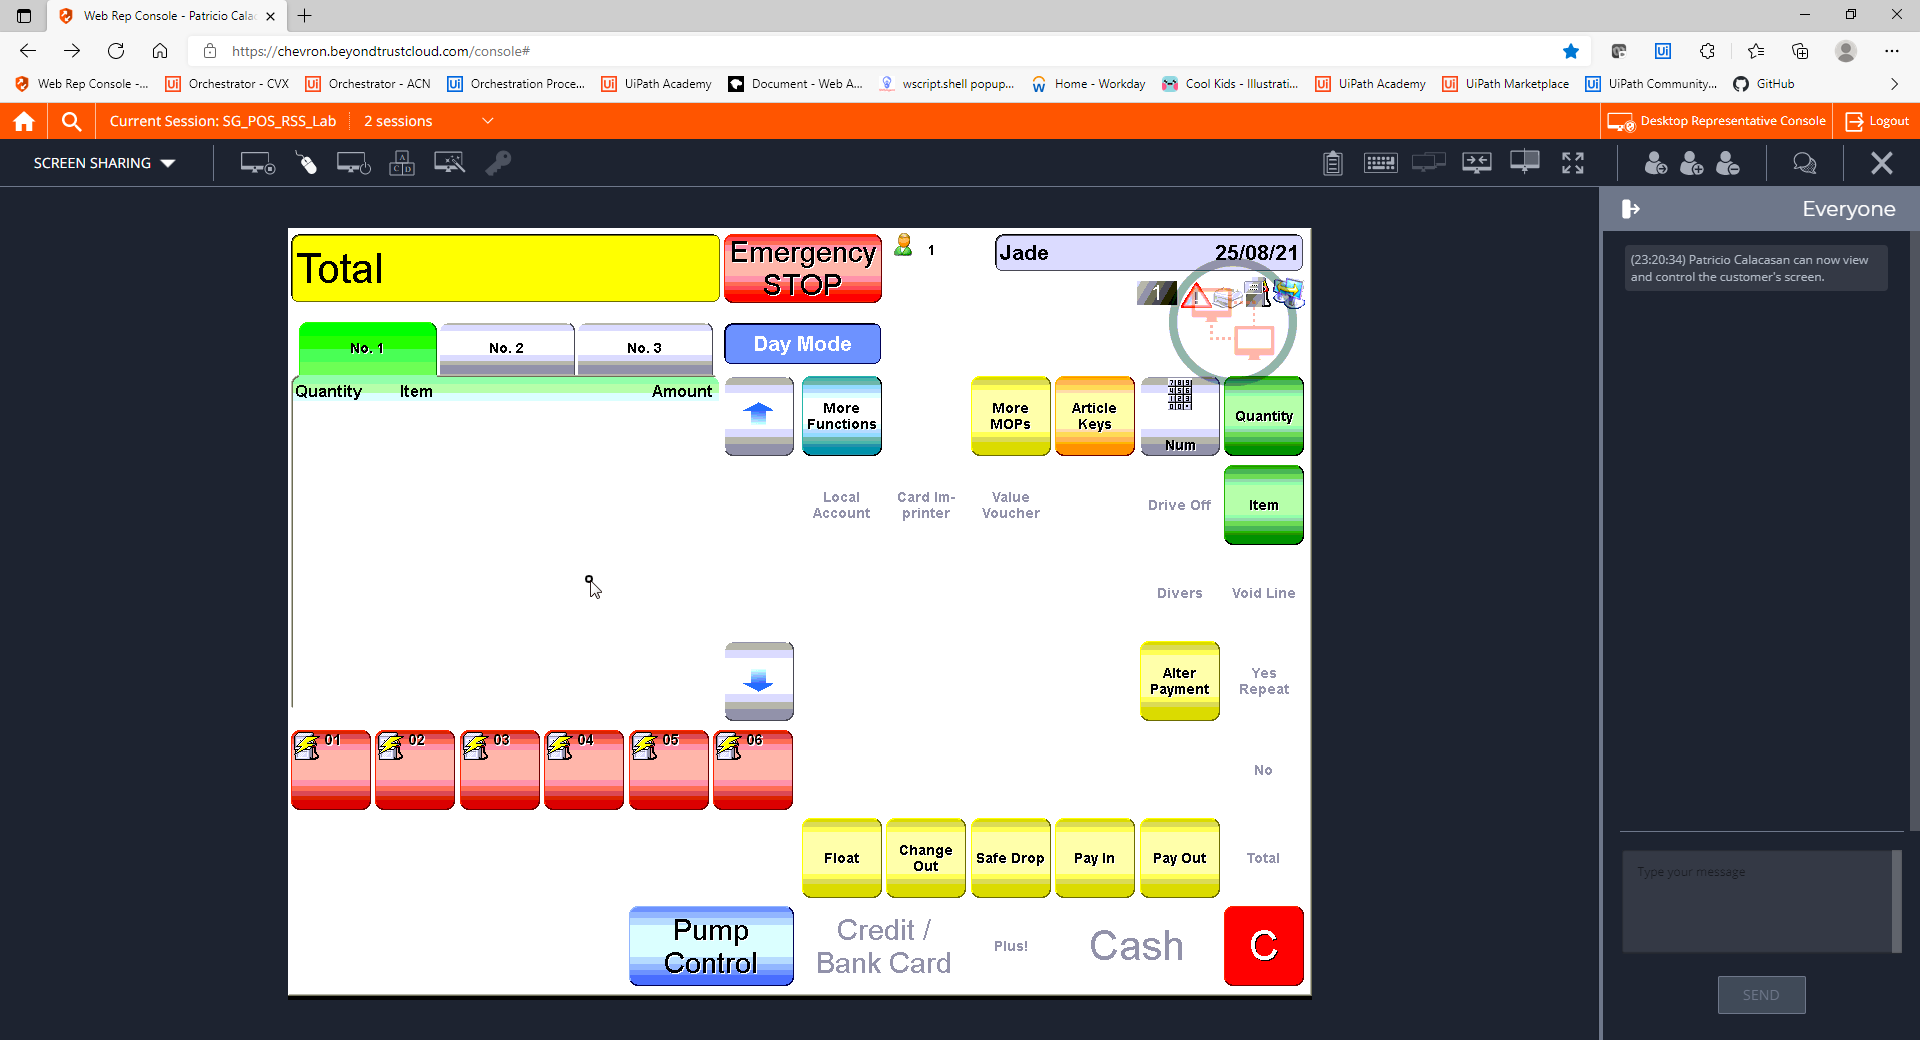 Web Rep Console - Patricio Cala
https://chevron.beyondtrustcloud.com/console#
Web Rep Console -...
Orchestrator - CVX
Orchestrator - ACN
Orchestration Proce...
UiPath Academy
Document - Web A...
wscript.shell popup...
Home - Workday
Cool Kids - Illustrati...
UiPath Academy
UiPath Marketplace
UiPath Community...
GitHub
Current Session: SG_POS_RSS_Lab
2 sessions
Desktop Representative Console
Logout
SCREEN SHARING
Everyone
(23:20:34) Patricio Calacasan can now view
and control the customer's screen.
Total
Emergency
STOP
1
Jade
25/08/21
1
No. 1
No. 2
No. 3
Day Mode
Quantity
Item
Amount
More
Functions
More
MOPs
Article
Keys
Num
Quantity
Local
Account
Card Im-
printer
Value
Voucher
Drive Off
Item
Divers
Void Line
Alter
Payment
Yes
Repeat
01
02
03
04
05
06
No
Float
Change
Out
Safe Drop
Pay In
Pay Out
Total
Pump
Control
Credit /
Bank Card
Plus!
Cash
C
Type your message
SEND